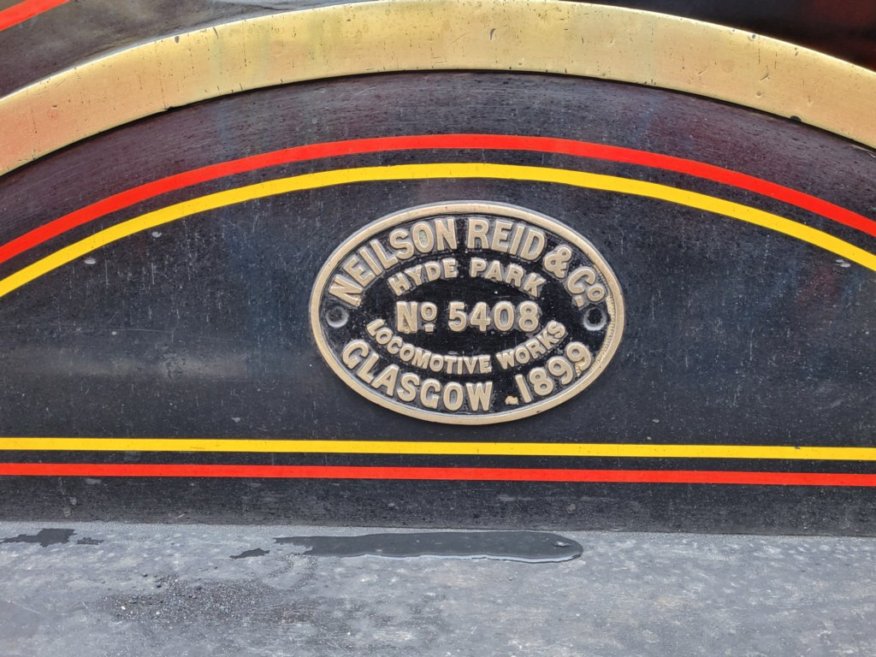 NEILSON REID & Co.
HYDE PARK
No. 5408
LOCOMOTIVE WORKS
GLASGOW 1899